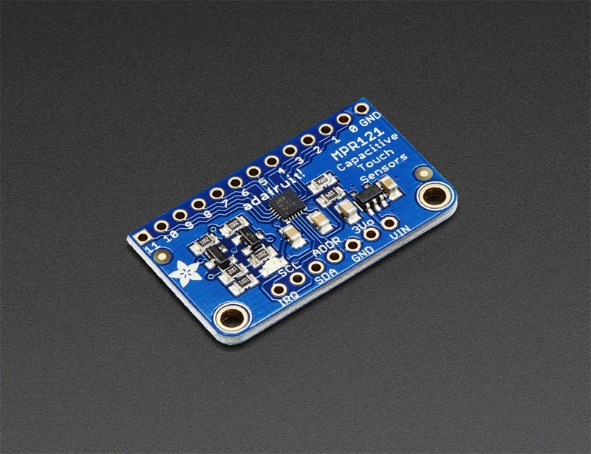 11 10 9 8 7 6 5 4 3 2 1 0 GND
adafruit!
MPR121
Capacitive
Touch
Sensors
IRQ SCL SDA ADDR GND 3Vo VIN